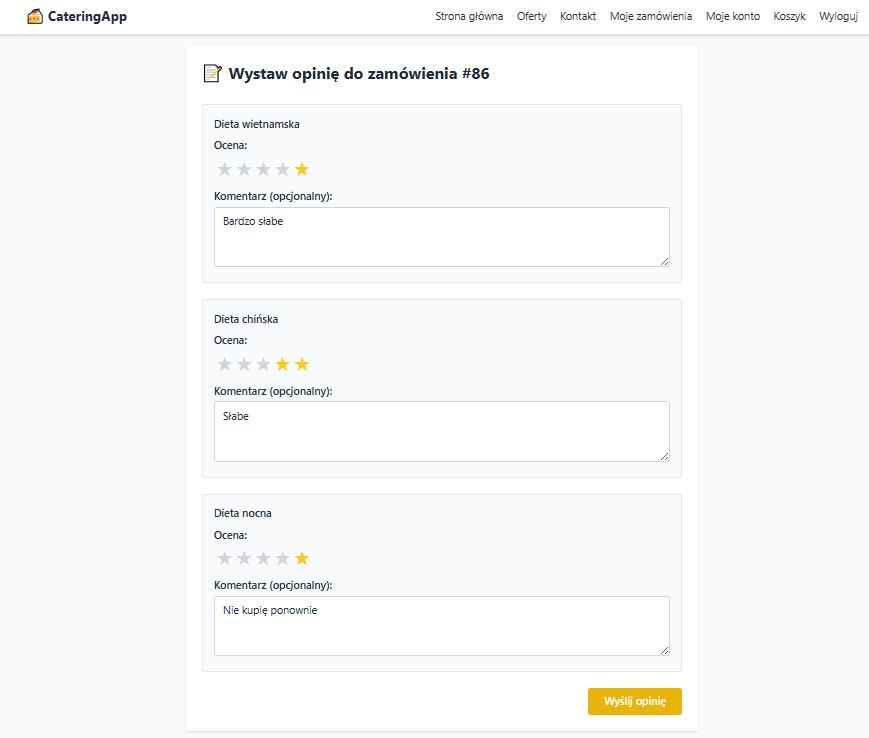 CateringApp
Strona główna Oferty Kontakt Moje zamówienia Moje konto Koszyk Wyloguj
Wystaw opinię do zamówienia #86
Dieta wietnamska
Ocena:
Komentarz (opcjonalny):
Bardzo słabe
Dieta chińska
Ocena:
Komentarz (opcjonalny):
Słabe
Dieta nocna
Ocena:
Komentarz (opcjonalny):
Nie kupię ponownie
Wyślij opinię